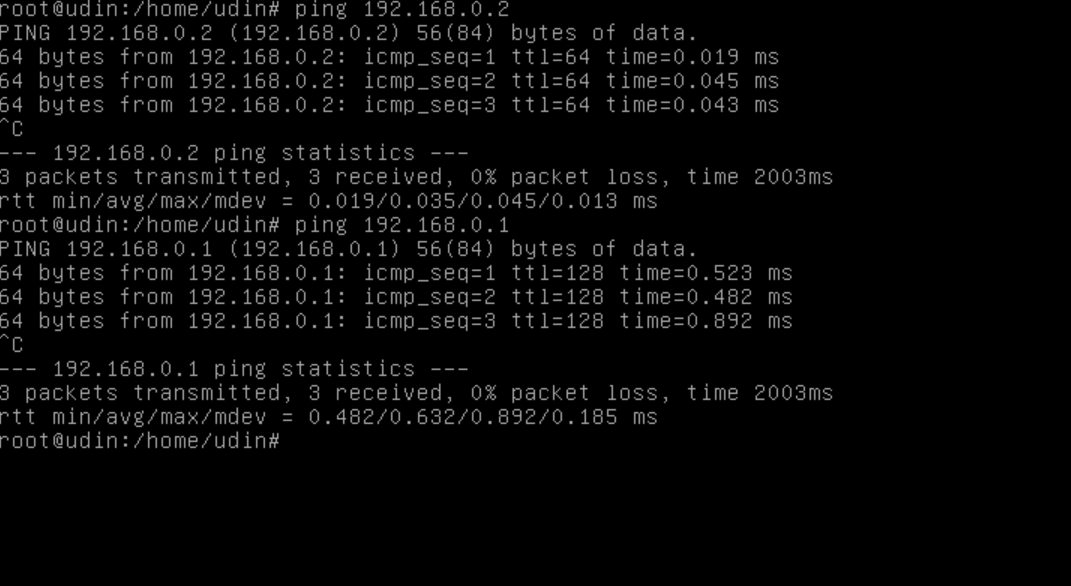 root@udin:/home/udin# ping 192.168.0.2
PING 192.168.0.2 (192.168.0.2) 56(84) bytes of data.
64 bytes from 192.168.0.2: icmp_seq=1 ttl=64 time=0.019 ms
64 bytes from 192.168.0.2: icmp_seq=2 ttl=64 time=0.045 ms
64 bytes from 192.168.0.2: icmp_seq=3 ttl=64 time=0.043 ms
^C
--- 192.168.0.2 ping statistics ---
3 packets transmitted, 3 received, 0% packet loss, time 2003ms
rtt min/avg/max/mdev = 0.019/0.035/0.045/0.013 ms
root@udin:/home/udin# ping 192.168.0.1
PING 192.168.0.1 (192.168.0.1) 56(84) bytes of data.
64 bytes from 192.168.0.1: icmp_seq=1 ttl=128 time=0.523 ms
64 bytes from 192.168.0.1: icmp_seq=2 ttl=128 time=0.482 ms
64 bytes from 192.168.0.1: icmp_seq=3 ttl=128 time=0.892 ms
^C
--- 192.168.0.1 ping statistics ---
3 packets transmitted, 3 received, 0% packet loss, time 2003ms
rtt min/avg/max/mdev = 0.482/0.632/0.892/0.185 ms
root@udin:/home/udin#